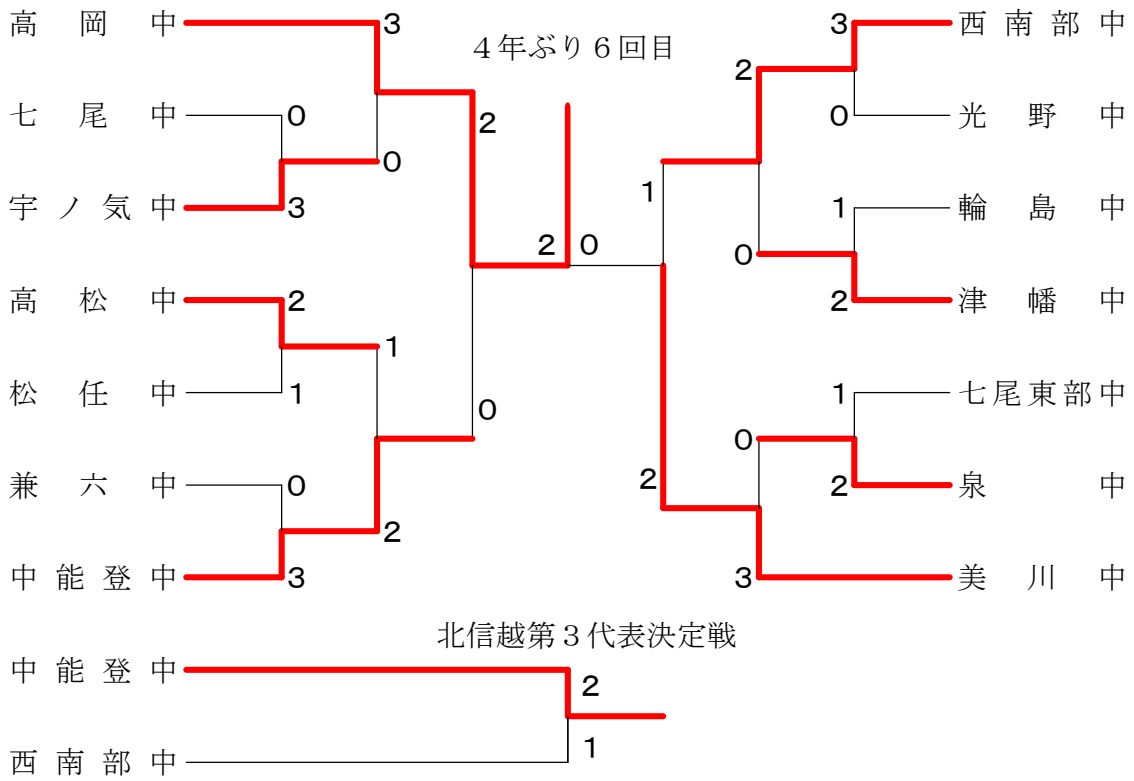 高岡中
3
4年ぶり6回目
3
西南部中
2
七尾中
0
2
0
光野中
0
宇ノ気中
3
1
1
輪島中
2
0
0
高松中
2
2
津幡中
1
松任中
1
0
1
七尾東部中
0
兼六中
0
2
2
泉中
2
中能登中
3
3
美川中
北信越第3代表決定戦
中能登中
2
1
西南部中